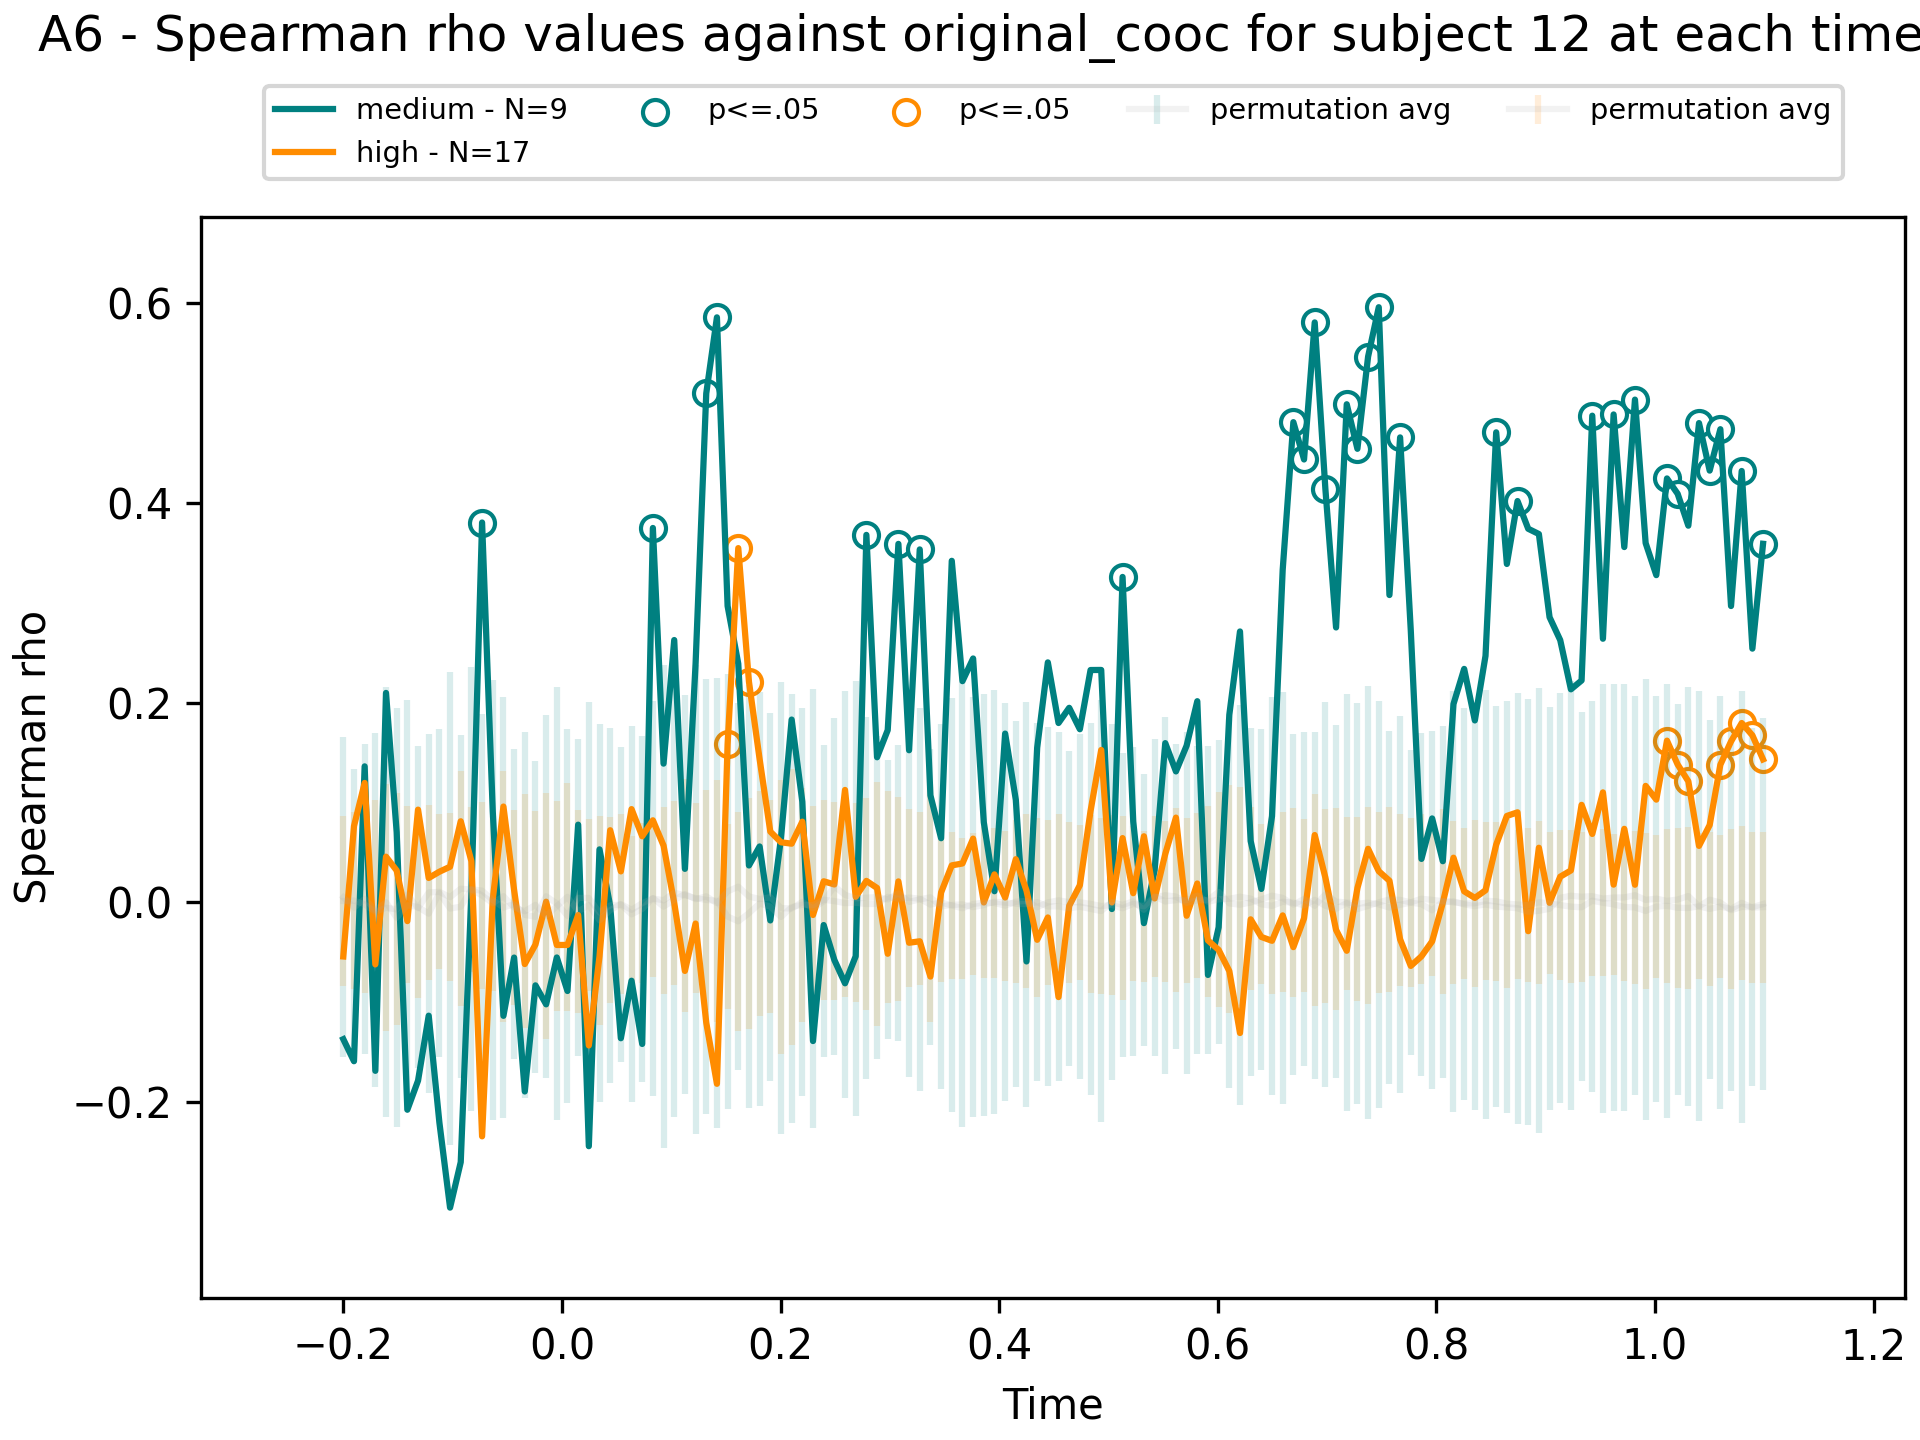 A6 - Spearman rho values against original_cooc for subject 12 at each time
medium - N=9
high - N=17
p<=.05
p<=.05
permutation avg
permutation avg
Spearman rho
0.6
0.4
0.2
0.0
−0.2
−0.2
0.0
0.2
0.4
0.6
0.8
1.0
1.2
Time